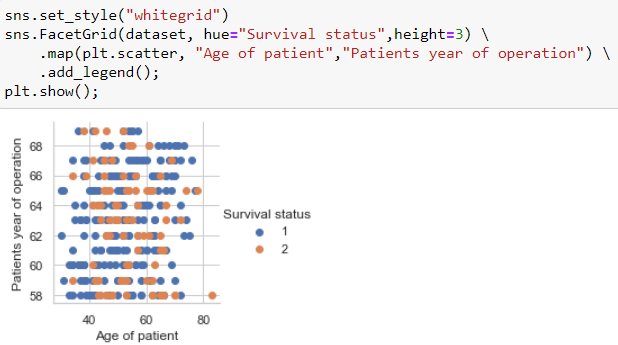 sns.set_style("whitegrid")
sns.FacetGrid(dataset, hue="Survival status",height=3) \
    .map(plt.scatter, "Age of patient","Patients year of operation") \
    .add_legend();
plt.show();
68
66
64
62
60
58
Patients year of operation
40 60 80
Age of patient
Survival status
1
2